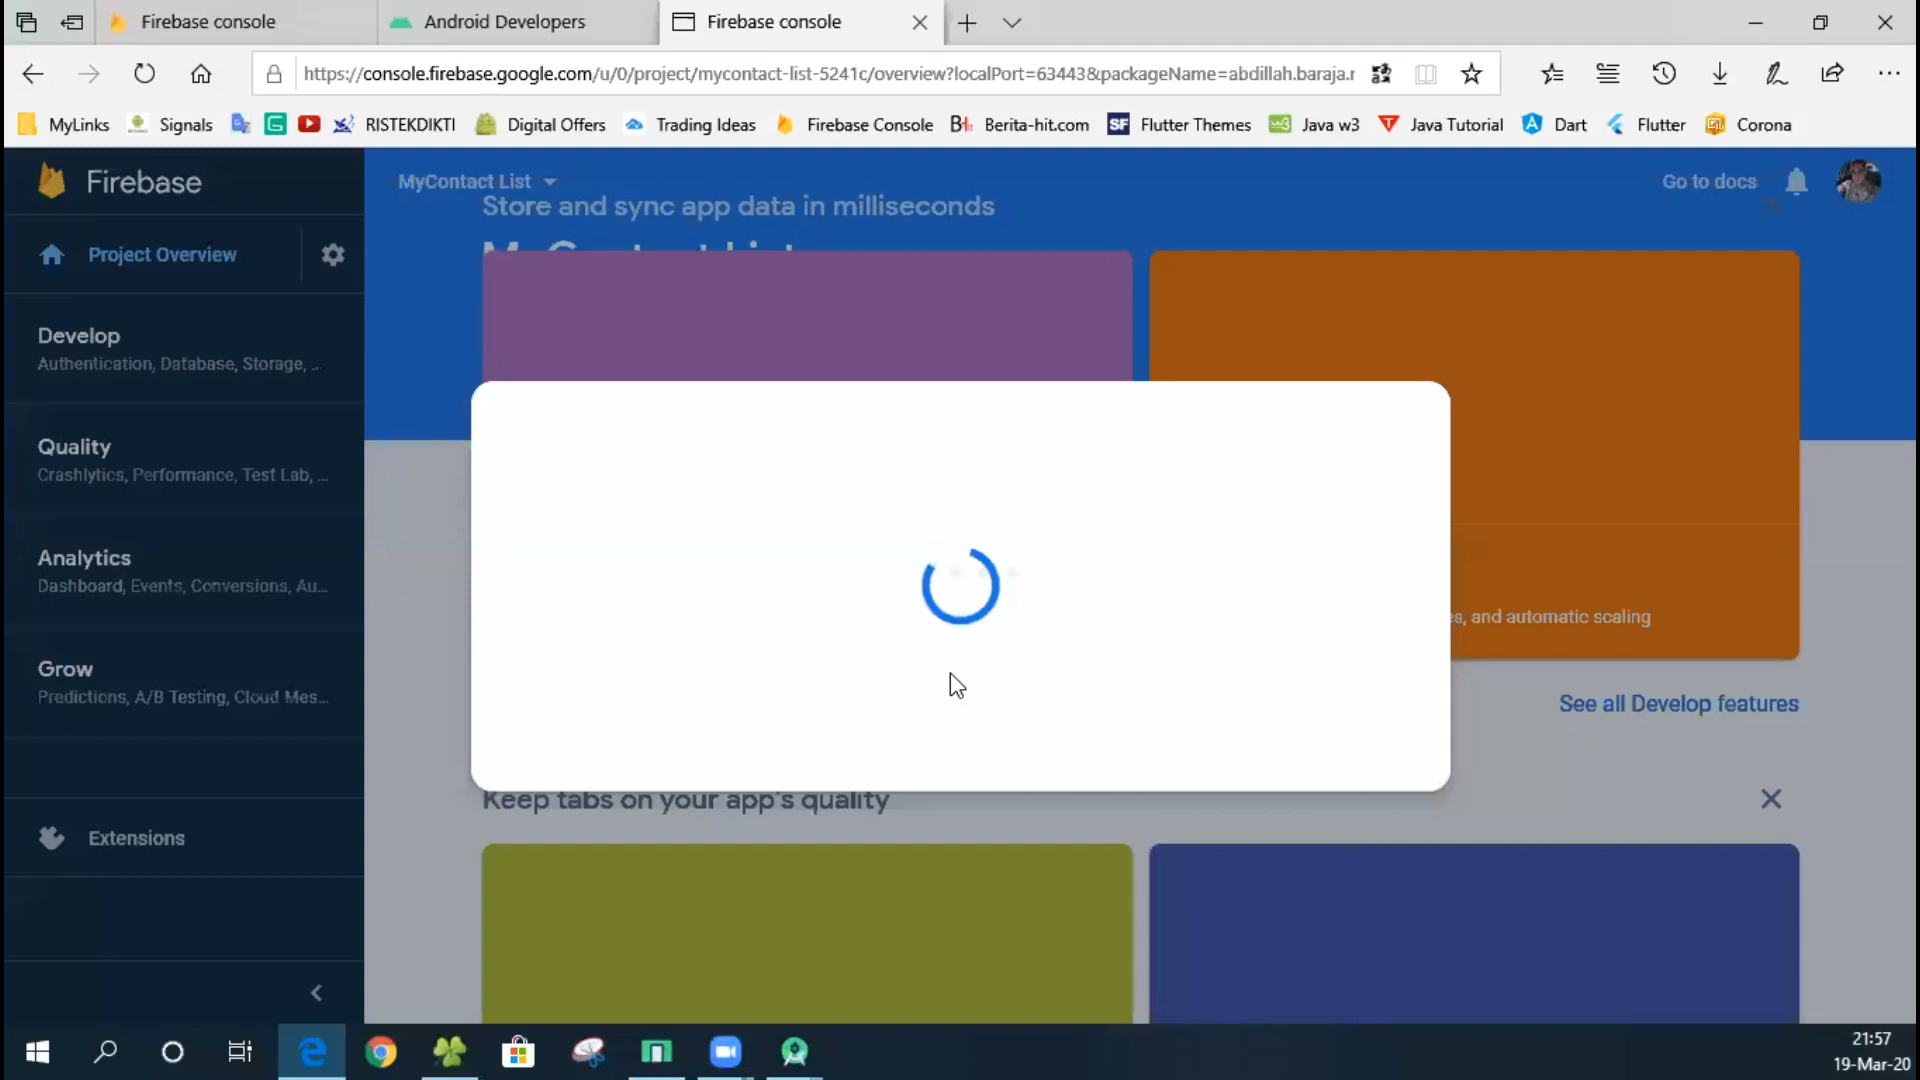 Firebase console
Android Developers
Firebase console
https://console.firebase.google.com/u/0/project/mycontact-list-5241c/overview?localPort=63443&packageName=abdillah.baraja.r
MyLinks
Signals
RISTEKDIKTI
Digital Offers
Trading Ideas
Firebase Console
Berita-hit.com
Flutter Themes
Java w3
Java Tutorial
Dart
Flutter
Corona
Firebase
MyContact List
Go to docs
Store and sync app data in milliseconds
MyContact List
Project Overview
Develop
Authentication, Database, Storage, ...
Quality
Crashlytics, Performance, Test Lab, ...
Analytics
Dashboard, Events, Conversions, Au...
Grow
Predictions, A/B Testing, Cloud Mes...
Extensions
and automatic scaling
See all Develop features
Keep tabs on your app's quality
21:57
19-Mar-20